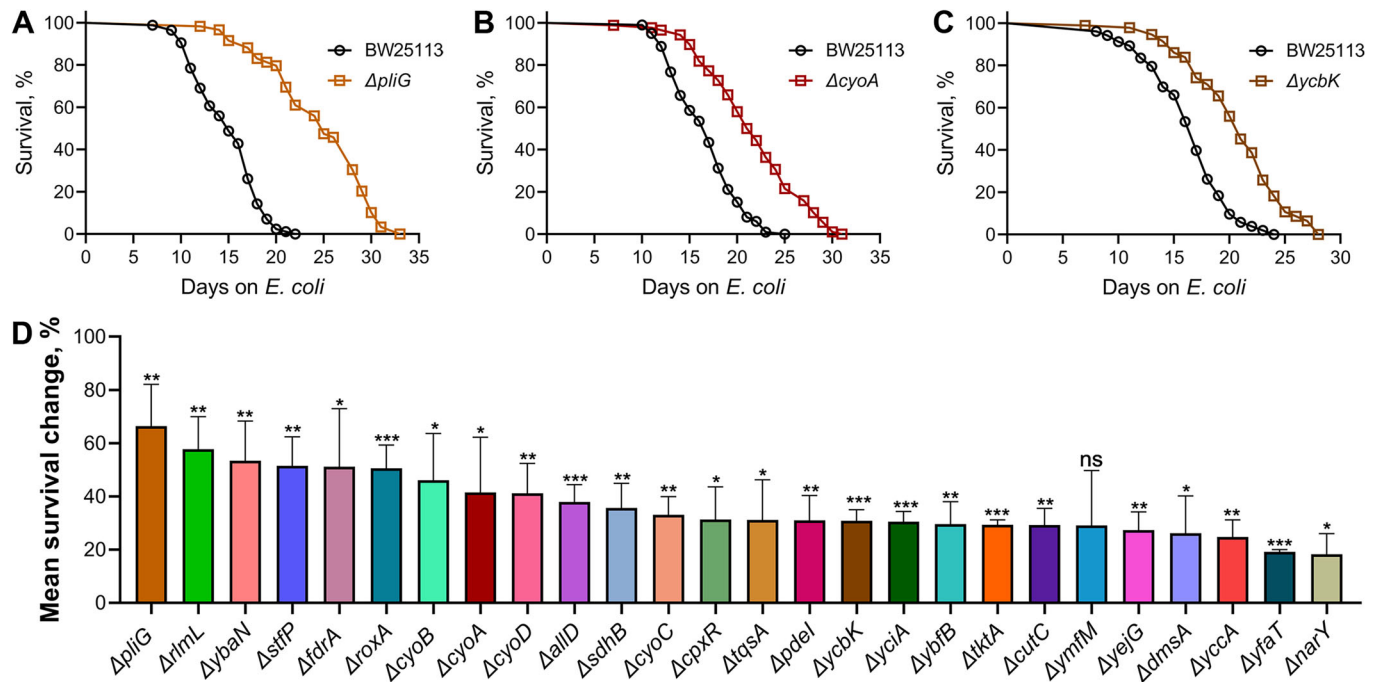 A
Survival, %
100
80
60
40
20
0
0 5 10 15 20 25 30 35
Days on E. coli
BW25113
ΔpliG
B
Survival, %
100
80
60
40
20
0
0 5 10 15 20 25 30 35
Days on E. coli
BW25113
ΔcyoA
C
Survival, %
100
80
60
40
20
0
0 5 10 15 20 25 30
Days on E. coli
BW25113
ΔycbK
D
Mean survival change, %
100
80
60
40
20
0
** ** ** ** * *** * * ** *** ** ** * * ** *** *** ** *** ** ns ** * ** *** *
ΔpliG ΔrlmL ΔybaN ΔstfP ΔfdrA ΔroxA ΔcyoB ΔcyoA ΔcyoD ΔallD ΔsdhB ΔcyoC ΔcpxR ΔtqsA ΔpdeI ΔycbK ΔyciA ΔybfB ΔtktA ΔcutC ΔymfM ΔyejG ΔdmsA ΔyccA ΔyfaT ΔnarY